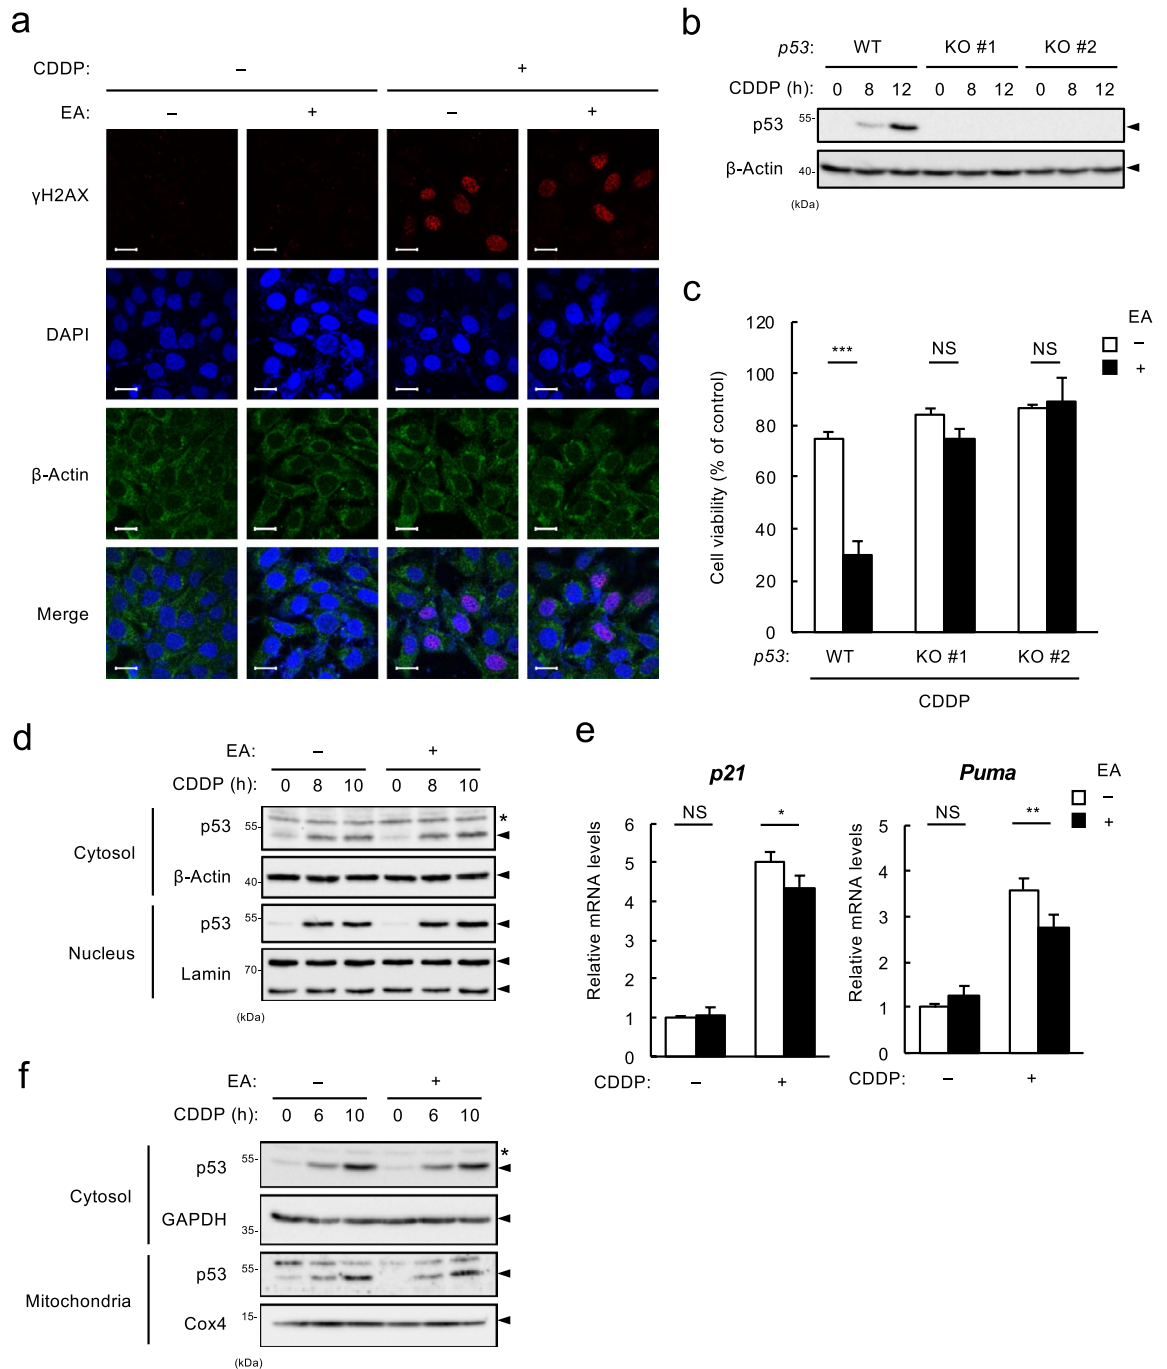 a
CDDP: – +
EA: – + – +
γH2AX
DAPI
β-Actin
Merge
b
p53: WT KO #1 KO #2
CDDP (h): 0 8 12 0 8 12 0 8 12
p53 55-
β-Actin 40-
(kDa)
c
Cell viability (% of control)
120
100
80
60
40
20
0
*** NS NS
EA
–
+
p53: WT KO #1 KO #2
CDDP
d
EA: – +
CDDP (h): 0 8 10 0 8 10
Cytosol
p53 55- *
β-Actin 40-
Nucleus
p53 55-
Lamin 70-
(kDa)
e
p21
Relative mRNA levels
6
5
4
3
2
1
0
NS *
CDDP: – +
Puma
Relative mRNA levels
5
4
3
2
1
0
NS **
CDDP: – +
EA
–
+
f
EA: – +
CDDP (h): 0 6 10 0 6 10
Cytosol
p53 55- *
GAPDH 35-
Mitochondria
p53 55-
Cox4 15-
(kDa)